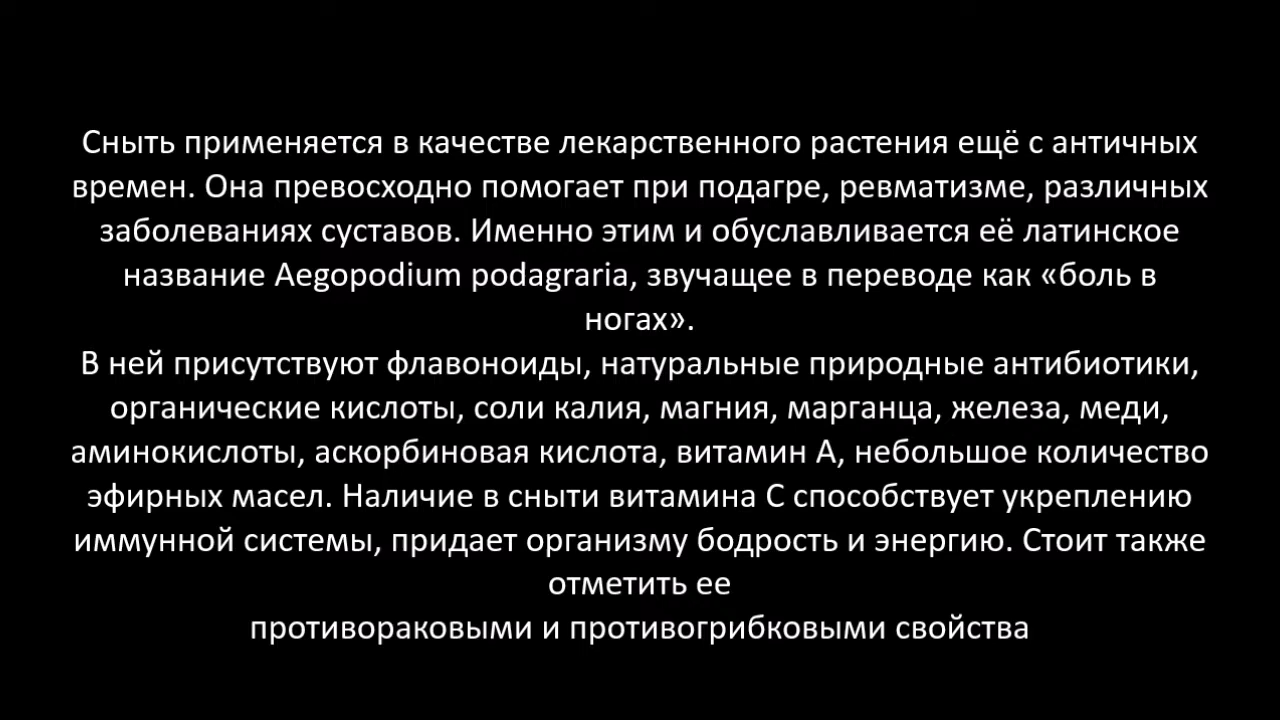 Сныть применяется в качестве лекарственного растения ещё с античных
времен. Она превосходно помогает при подагре, ревматизме, различных
заболеваниях суставов. Именно этим и обуславливается её латинское
название Aegopodium podagraria, звучащее в переводе как «боль в
ногах».
В ней присутствуют флавоноиды, натуральные природные антибиотики,
органические кислоты, соли калия, магния, марганца, железа, меди,
аминокислоты, аскорбиновая кислота, витамин А, небольшое количество
эфирных масел. Наличие в сныти витамина С способствует укреплению
иммунной системы, придает организму бодрость и энергию. Стоит также
отметить ее
противораковыми и противогрибковыми свойства